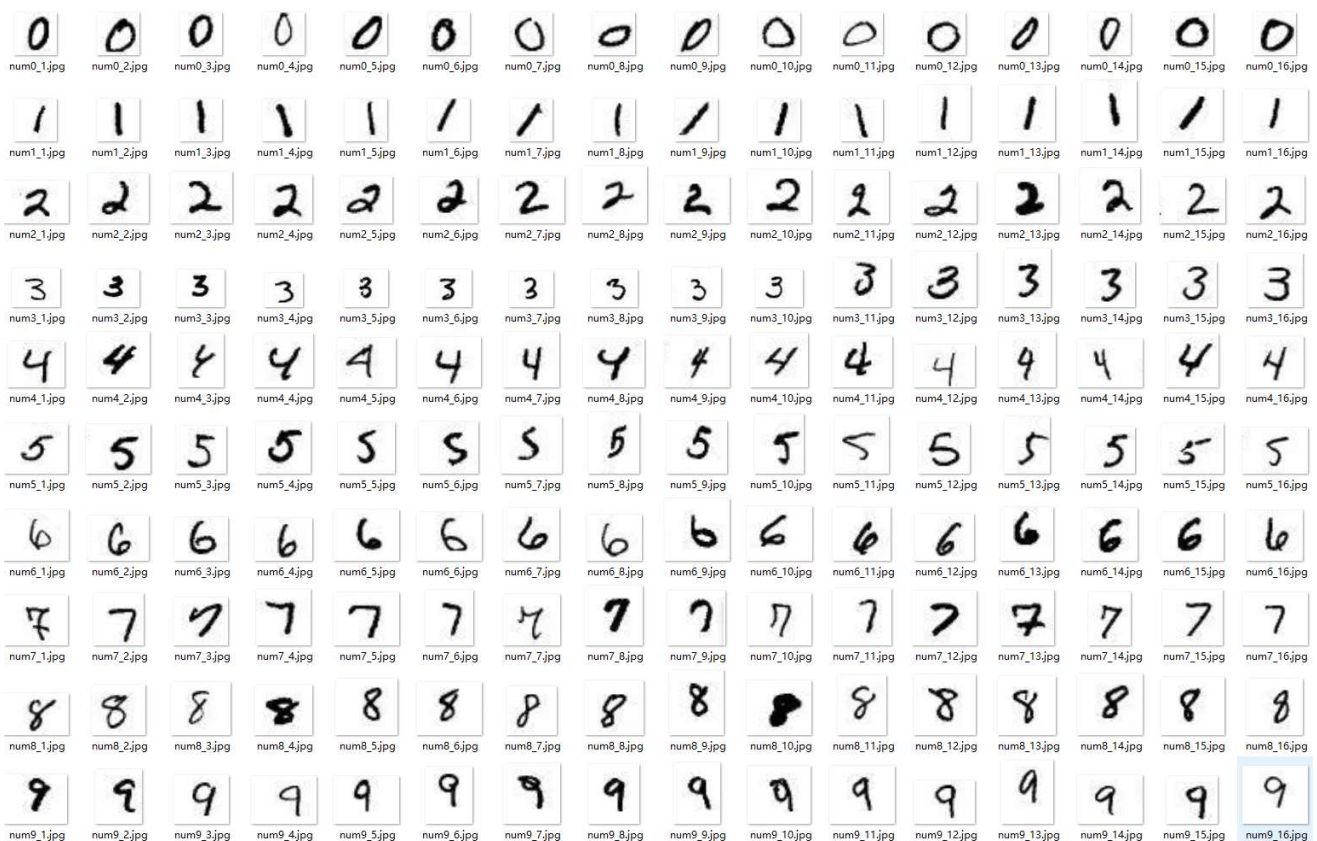 0 0 0 0 0 0 0 0 0 0 0 0 0 0 0 0
num0_1.jpg num0_2.jpg num0_3.jpg num0_4.jpg num0_5.jpg num0_6.jpg num0_7.jpg num0_8.jpg num0_9.jpg num0_10.jpg num0_11.jpg num0_12.jpg num0_13.jpg num0_14.jpg num0_15.jpg num0_16.jpg
1 1 1 1 1 1 1 1 1 1 1 1 1 1 1 1
num1_1.jpg num1_2.jpg num1_3.jpg num1_4.jpg num1_5.jpg num1_6.jpg num1_7.jpg num1_8.jpg num1_9.jpg num1_10.jpg num1_11.jpg num1_12.jpg num1_13.jpg num1_14.jpg num1_15.jpg num1_16.jpg
2 2 2 2 2 2 2 2 2 2 2 2 2 2 2 2
num2_1.jpg num2_2.jpg num2_3.jpg num2_4.jpg num2_5.jpg num2_6.jpg num2_7.jpg num2_8.jpg num2_9.jpg num2_10.jpg num2_11.jpg num2_12.jpg num2_13.jpg num2_14.jpg num2_15.jpg num2_16.jpg
3 3 3 3 3 3 3 3 3 3 3 3 3 3 3 3
num3_1.jpg num3_2.jpg num3_3.jpg num3_4.jpg num3_5.jpg num3_6.jpg num3_7.jpg num3_8.jpg num3_9.jpg num3_10.jpg num3_11.jpg num3_12.jpg num3_13.jpg num3_14.jpg num3_15.jpg num3_16.jpg
4 4 4 4 4 4 4 4 4 4 4 4 4 4 4 4
num4_1.jpg num4_2.jpg num4_3.jpg num4_4.jpg num4_5.jpg num4_6.jpg num4_7.jpg num4_8.jpg num4_9.jpg num4_10.jpg num4_11.jpg num4_12.jpg num4_13.jpg num4_14.jpg num4_15.jpg num4_16.jpg
5 5 5 5 5 5 5 5 5 5 5 5 5 5 5 5
num5_1.jpg num5_2.jpg num5_3.jpg num5_4.jpg num5_5.jpg num5_6.jpg num5_7.jpg num5_8.jpg num5_9.jpg num5_10.jpg num5_11.jpg num5_12.jpg num5_13.jpg num5_14.jpg num5_15.jpg num5_16.jpg
6 6 6 6 6 6 6 6 6 6 6 6 6 6 6 6
num6_1.jpg num6_2.jpg num6_3.jpg num6_4.jpg num6_5.jpg num6_6.jpg num6_7.jpg num6_8.jpg num6_9.jpg num6_10.jpg num6_11.jpg num6_12.jpg num6_13.jpg num6_14.jpg num6_15.jpg num6_16.jpg
7 7 7 7 7 7 7 7 7 7 7 7 7 7 7 7
num7_1.jpg num7_2.jpg num7_3.jpg num7_4.jpg num7_5.jpg num7_6.jpg num7_7.jpg num7_8.jpg num7_9.jpg num7_10.jpg num7_11.jpg num7_12.jpg num7_13.jpg num7_14.jpg num7_15.jpg num7_16.jpg
8 8 8 8 8 8 8 8 8 8 8 8 8 8 8 8
num8_1.jpg num8_2.jpg num8_3.jpg num8_4.jpg num8_5.jpg num8_6.jpg num8_7.jpg num8_8.jpg num8_9.jpg num8_10.jpg num8_11.jpg num8_12.jpg num8_13.jpg num8_14.jpg num8_15.jpg num8_16.jpg
9 9 9 9 9 9 9 9 9 9 9 9 9 9 9 9
num9_1.jpg num9_2.jpg num9_3.jpg num9_4.jpg num9_5.jpg num9_6.jpg num9_7.jpg num9_8.jpg num9_9.jpg num9_10.jpg num9_11.jpg num9_12.jpg num9_13.jpg num9_14.jpg num9_15.jpg num9_16.jpg